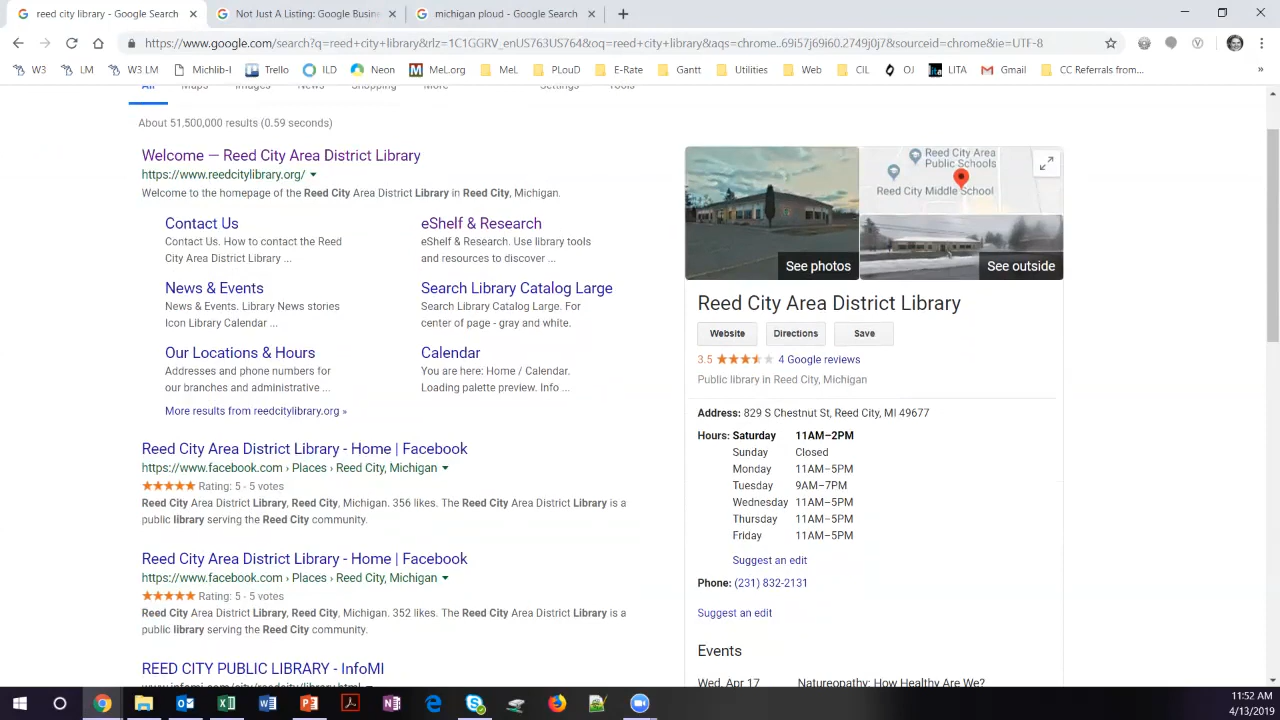 reed city library - Google Search
Not Just A Listing: Google Busine
michigan ploud - Google Search
https://www.google.com/search?q=reed+city+library&rlz=1C1GGRV_enUS763US764&oq=reed+city+library&aqs=chrome..69i57j69i60.2749j0j7&sourceid=chrome&ie=UTF-8
W3
LM
W3 LM
Michlib-l
Trello
ILD
Neon
MeL.org
MeL
PLouD
E-Rate
Gantt
Utilities
Web
CIL
OJ
LITA
Gmail
CC Referrals from...
»
All
Maps
Images
News
Shopping
More
Settings
Tools
About 51,500,000 results (0.59 seconds)
Welcome — Reed City Area District Library
https://www.reedcitylibrary.org/
Welcome to the homepage of the Reed City Area District Library in Reed City, Michigan.
Contact Us
Contact Us. How to contact the Reed
City Area District Library ...
eShelf & Research
eShelf & Research. Use library tools
and resources to discover ...
News & Events
News & Events. Library News stories
Icon Library Calendar ...
Search Library Catalog Large
Search Library Catalog Large. For
center of page - gray and white.
Our Locations & Hours
Addresses and phone numbers for
our branches and administrative ...
Calendar
You are here: Home / Calendar.
Loading palette preview. Info ...
More results from reedcitylibrary.org »
Reed City Area District Library - Home | Facebook
https://www.facebook.com › Places › Reed City, Michigan
Rating: 5 - 5 votes
Reed City Area District Library, Reed City, Michigan. 356 likes. The Reed City Area District Library is a
public library serving the Reed City community.
Reed City Area District Library - Home | Facebook
https://www.facebook.com › Places › Reed City, Michigan
Rating: 5 - 5 votes
Reed City Area District Library, Reed City, Michigan. 352 likes. The Reed City Area District Library is a
public library serving the Reed City community.
REED CITY PUBLIC LIBRARY - InfoMI
www.infomi.com/city/reedcity/library.html
Reed City Area
Public Schools
Reed City Middle School
See photos
See outside
Reed City Area District Library
Website
Directions
Save
3.5
4 Google reviews
Public library in Reed City, Michigan
Address: 829 S Chestnut St, Reed City, MI 49677
Hours: Saturday 11AM–2PM
Sunday Closed
Monday 11AM–5PM
Tuesday 9AM–7PM
Wednesday 11AM–5PM
Thursday 11AM–5PM
Friday 11AM–5PM
Suggest an edit
Phone: (231) 832-2131
Suggest an edit
Events
Wed, Apr 17 Natureopathy: How Healthy Are We?
11:52 AM
4/13/2019